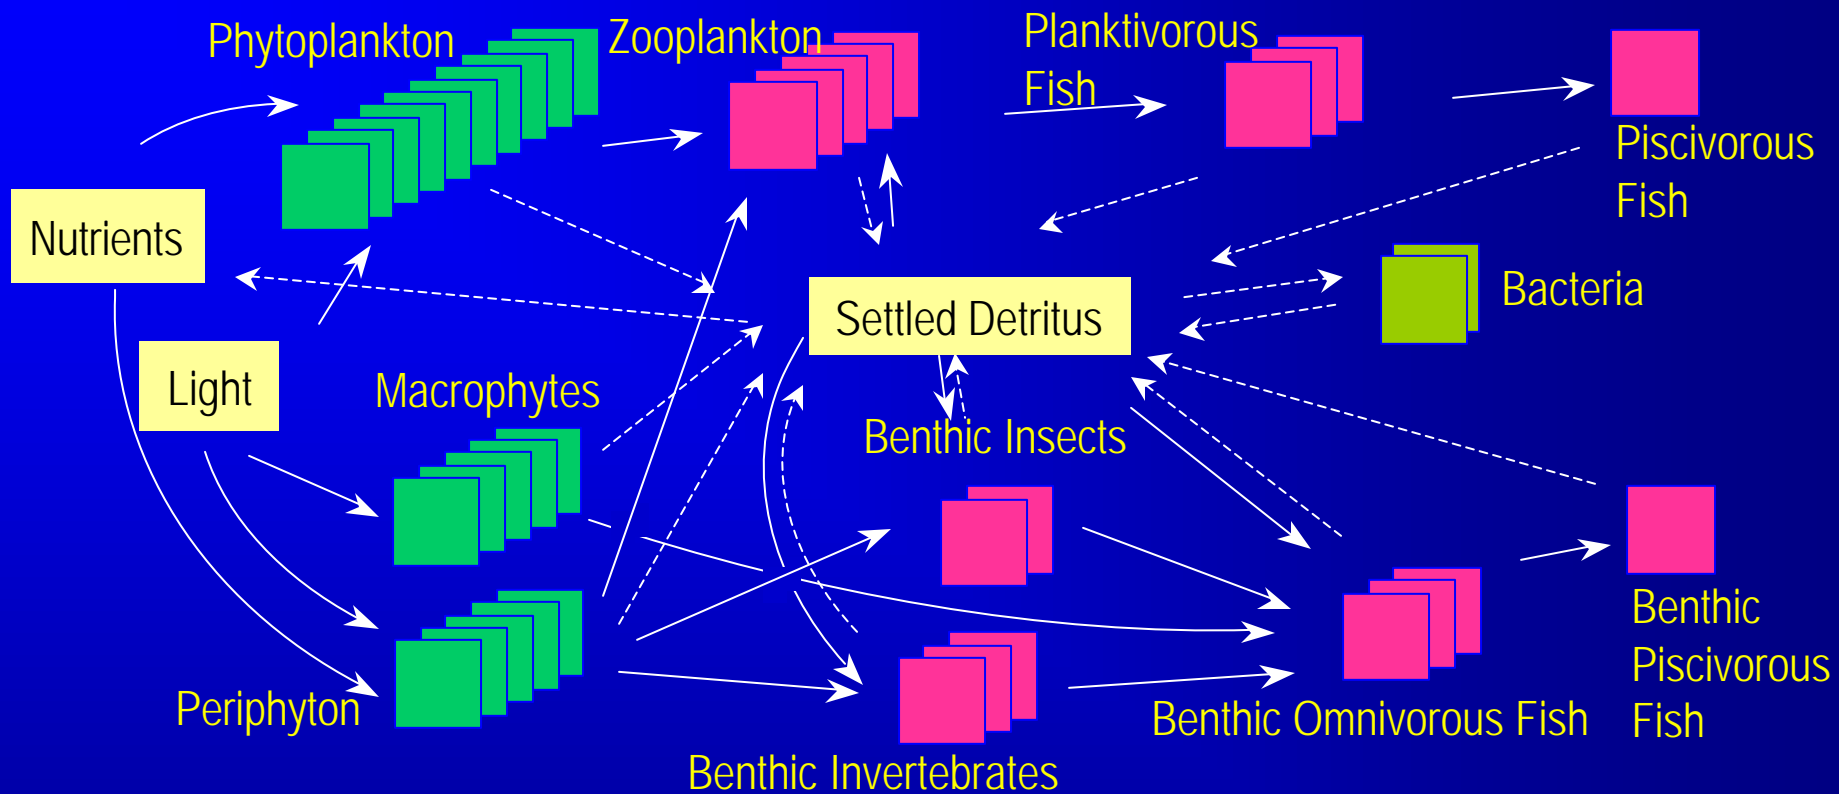 Phytoplankton
Zooplankton
Planktivorous
Fish
Piscivorous
Fish
Nutrients
Settled Detritus
Bacteria
Light
Macrophytes
Benthic Insects
Benthic
Piscivorous
Fish
Periphyton
Benthic Omnivorous Fish
Benthic Invertebrates